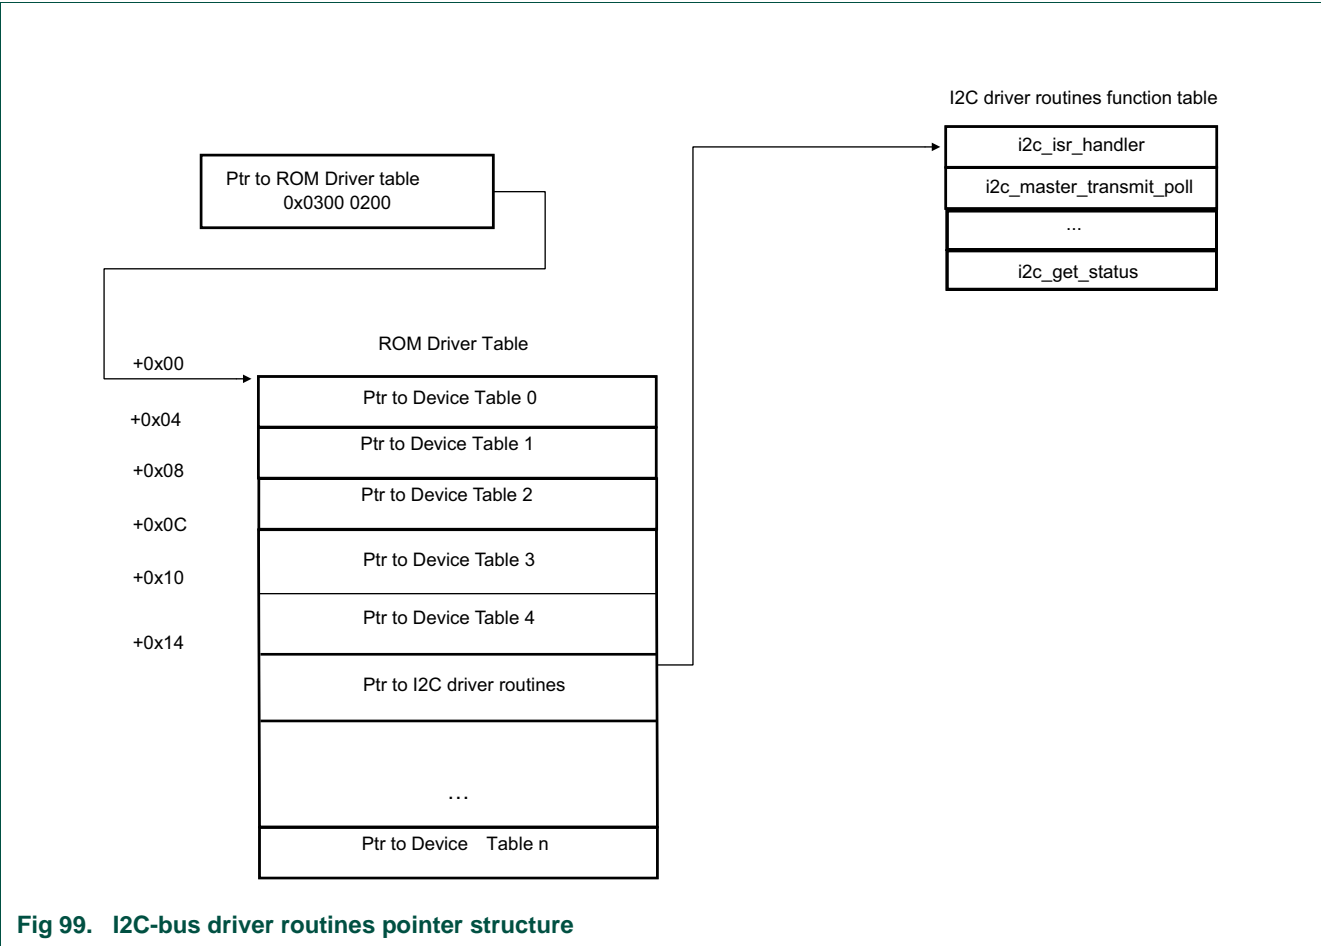 I2C driver routines function table
i2c_isr_handler
i2c_master_transmit_poll
...
i2c_get_status
Ptr to ROM Driver table
0x0300 0200
ROM Driver Table
+0x00
Ptr to Device Table 0
+0x04
Ptr to Device Table 1
+0x08
Ptr to Device Table 2
+0x0C
Ptr to Device Table 3
+0x10
Ptr to Device Table 4
+0x14
Ptr to I2C driver routines
...
Ptr to Device Table n
Fig 99. I2C-bus driver routines pointer structure